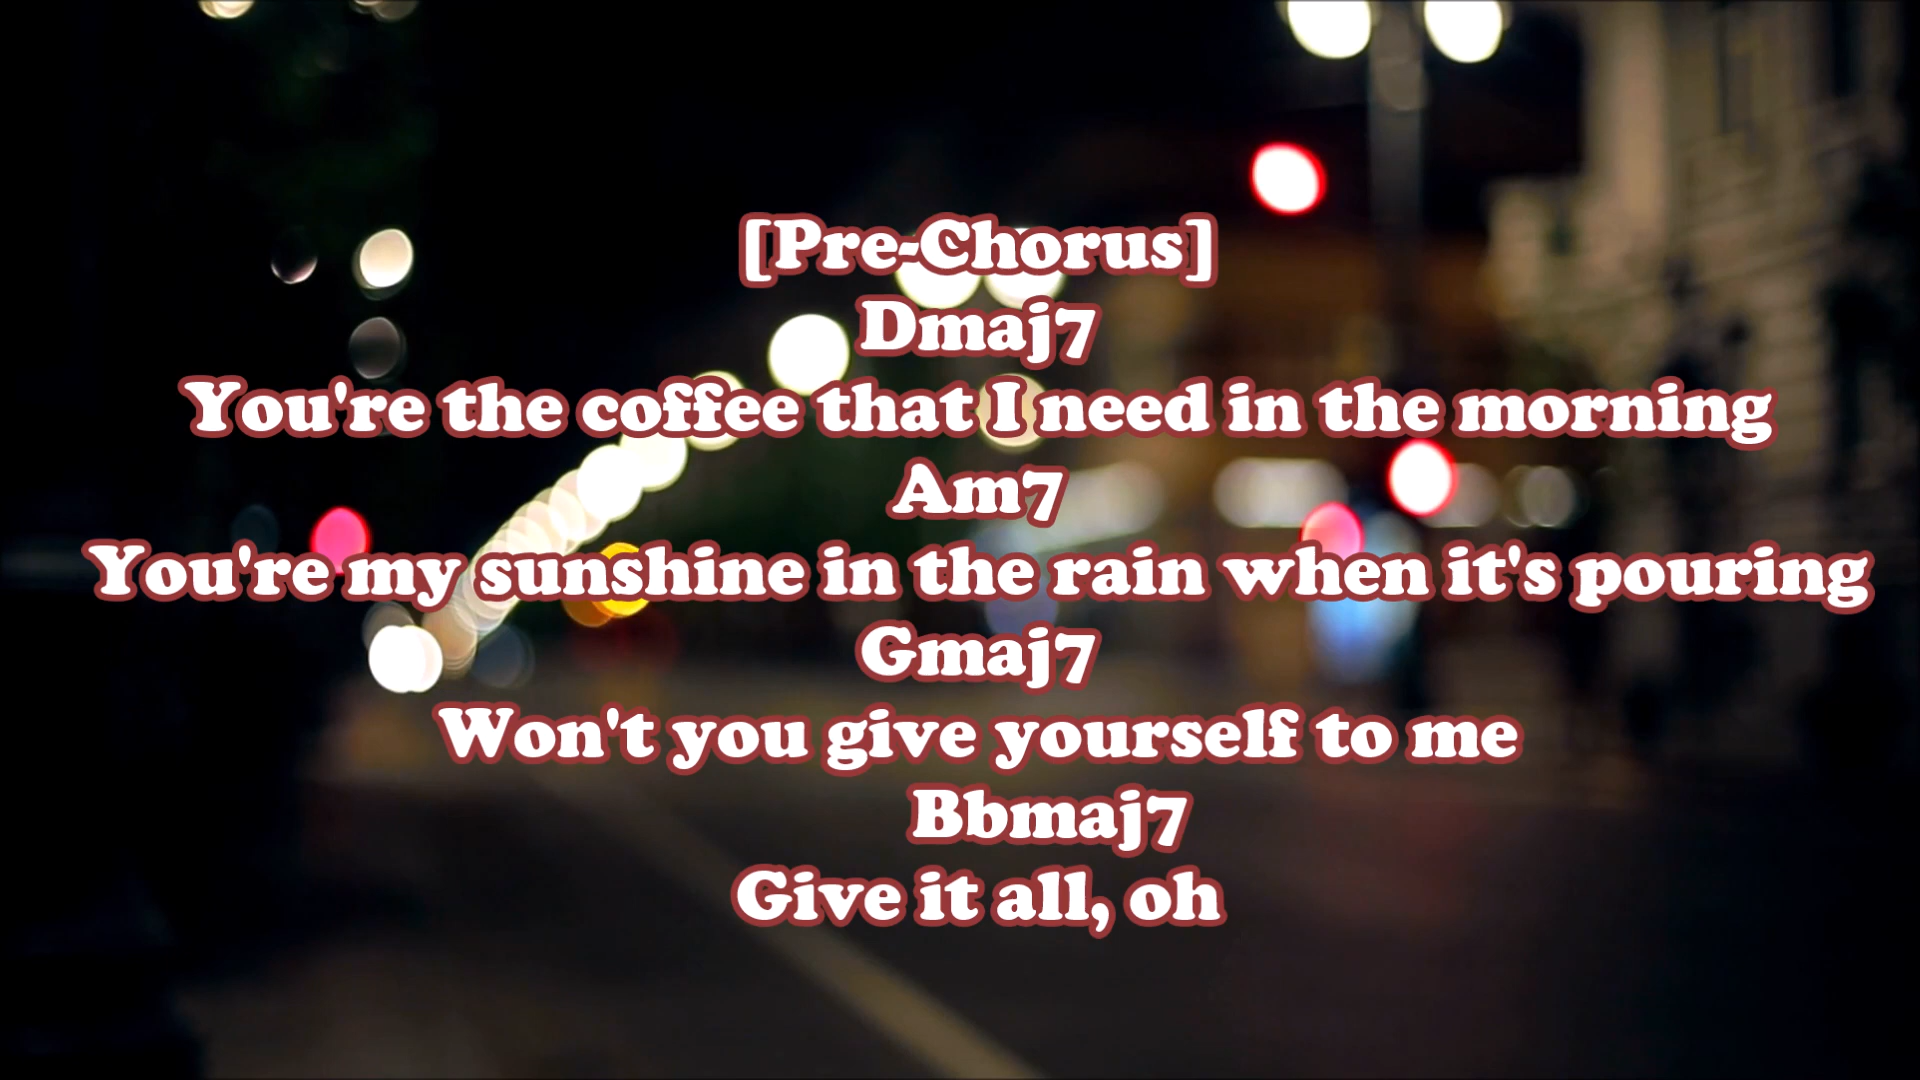 [Pre-Chorus]
Dmaj7
You're the coffee that I need in the morning
Am7
You're my sunshine in the rain when it's pouring
Gmaj7
Won't you give yourself to me
Bbmaj7
Give it all, oh